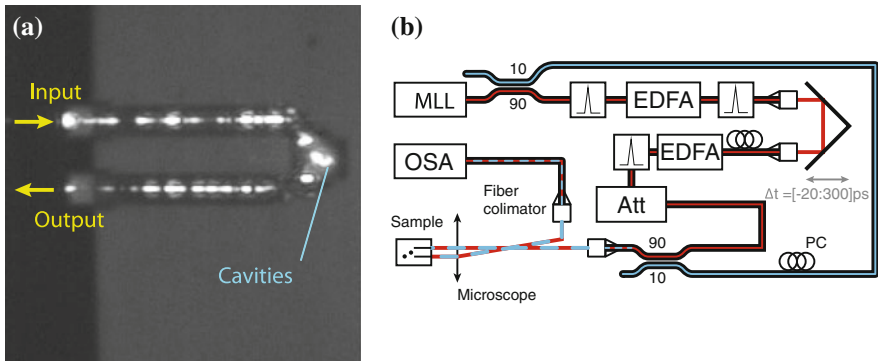 (a)
Input
Output
Cavities
(b)
10
MLL
90
EDFA
OSA
EDFA
Δt =[-20:300]ps
Fiber
colimator
Att
Sample
90
PC
10
Microscope